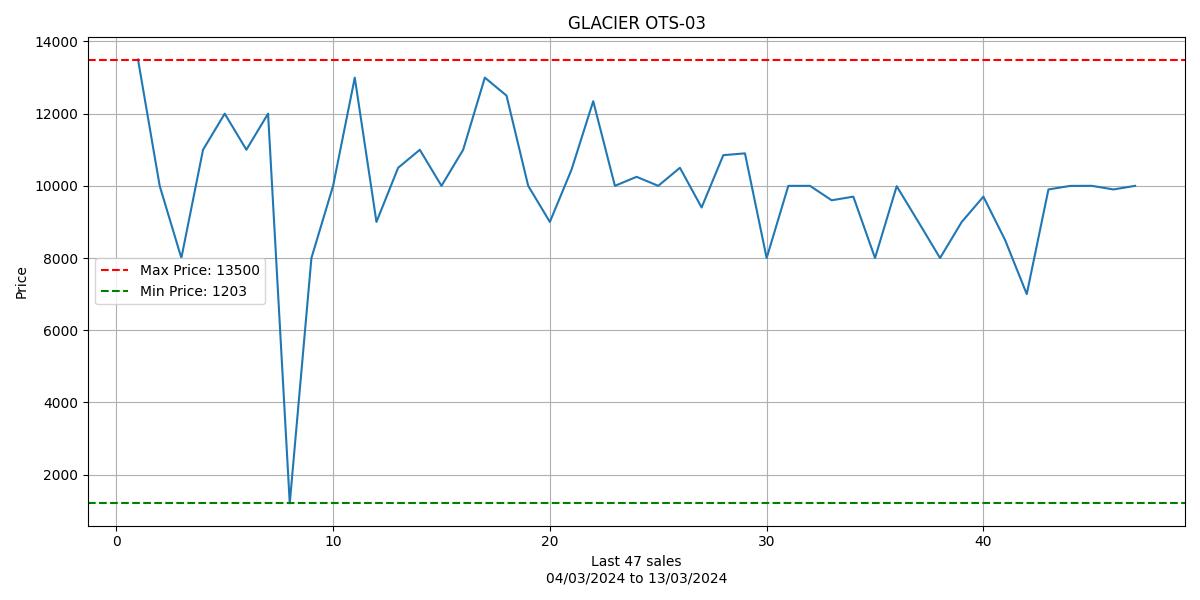 GLACIER OTS-03
14000
12000
10000
8000
6000
4000
2000
Price
Max Price: 13500
Min Price: 1203
0
10
20
30
40
Last 47 sales
04/03/2024 to 13/03/2024